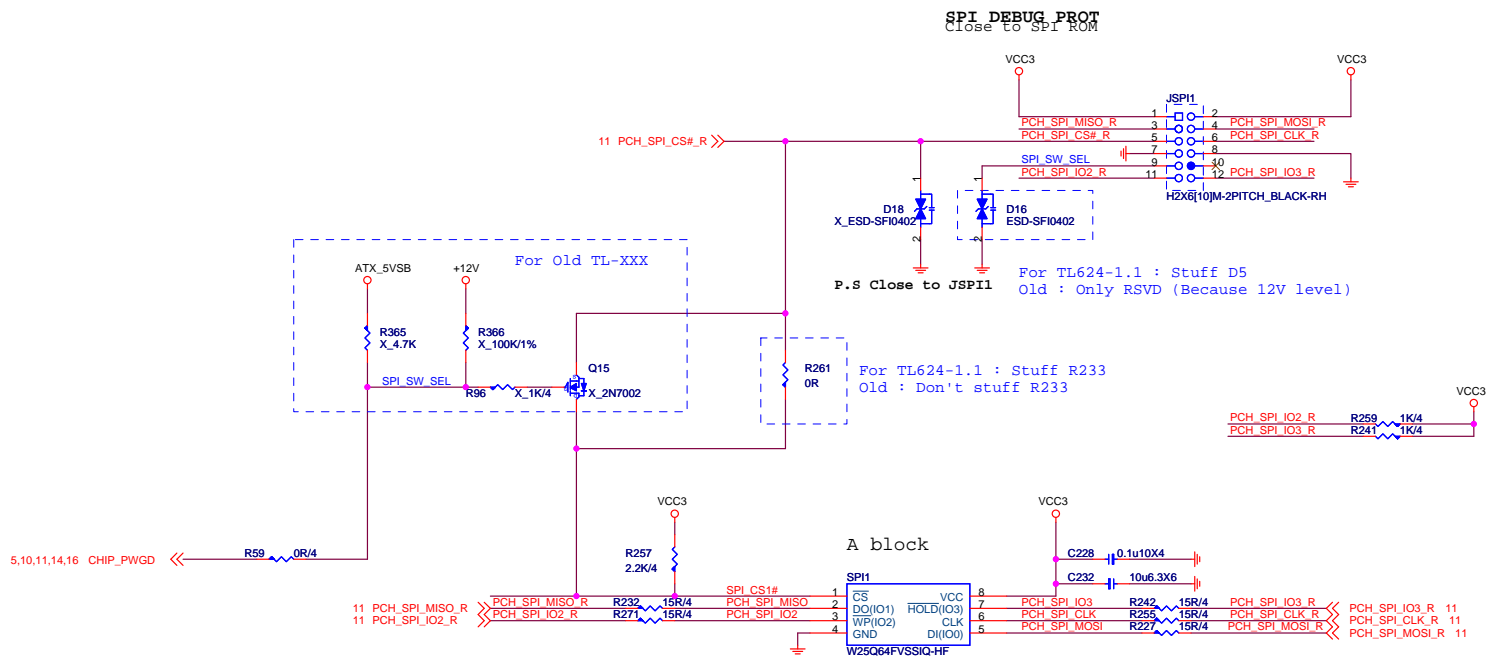 SPI DEBUG PROT
Close to SPI ROM
VCC3
VCC3
JSPI1
1
2
PCH_SPI_MISO_R
3
4
PCH_SPI_MOSI_R
11 PCH_SPI_CS#_R
PCH_SPI_CS#_R
5
6
PCH_SPI_CLK_R
7
8
SPI_SW_SEL
9
10
PCH_SPI_IO2_R
11
12
PCH_SPI_IO3_R
H2X6[10]M-2PITCH_BLACK-RH
1
D18
X_ESD-SFI0402
2
1
D16
ESD-SFI0402
2
P.S Close to JSPI1
For TL624-1.1 : Stuff D5
Old : Only RSVD (Because 12V level)
For Old TL-XXX
ATX_5VSB
+12V
R365
X_4.7K
R366
X_100K/1%
SPI_SW_SEL
R96
X_1K/4
Q15
X_2N7002
R261
0R
For TL624-1.1 : Stuff R233
Old : Don't stuff R233
VCC3
PCH_SPI_IO2_R
R259
1K/4
PCH_SPI_IO3_R
R241
1K/4
5,10,11,14,16 CHIP_PWGD
R59
0R/4
VCC3
R257
2.2K/4
VCC3
A block
C228
0.1u10X4
C232
10u6.3X6
SPI1
SPI_CS1#
1
CS
VCC
8
11 PCH_SPI_MISO_R
PCH_SPI_MISO_R
R232
15R/4
PCH_SPI_MISO
2
DO(IO1)
HOLD(IO3)
7
PCH_SPI_IO3
R242
15R/4
PCH_SPI_IO3_R
PCH_SPI_IO3_R 11
11 PCH_SPI_IO2_R
PCH_SPI_IO2_R
R271
15R/4
PCH_SPI_IO2
3
WP(IO2)
CLK
6
PCH_SPI_CLK
R255
15R/4
PCH_SPI_CLK_R
PCH_SPI_CLK_R 11
4
GND
DI(IO0)
5
PCH_SPI_MOSI
R227
15R/4
PCH_SPI_MOSI_R
PCH_SPI_MOSI_R 11
W25Q64FVSSIQ-HF